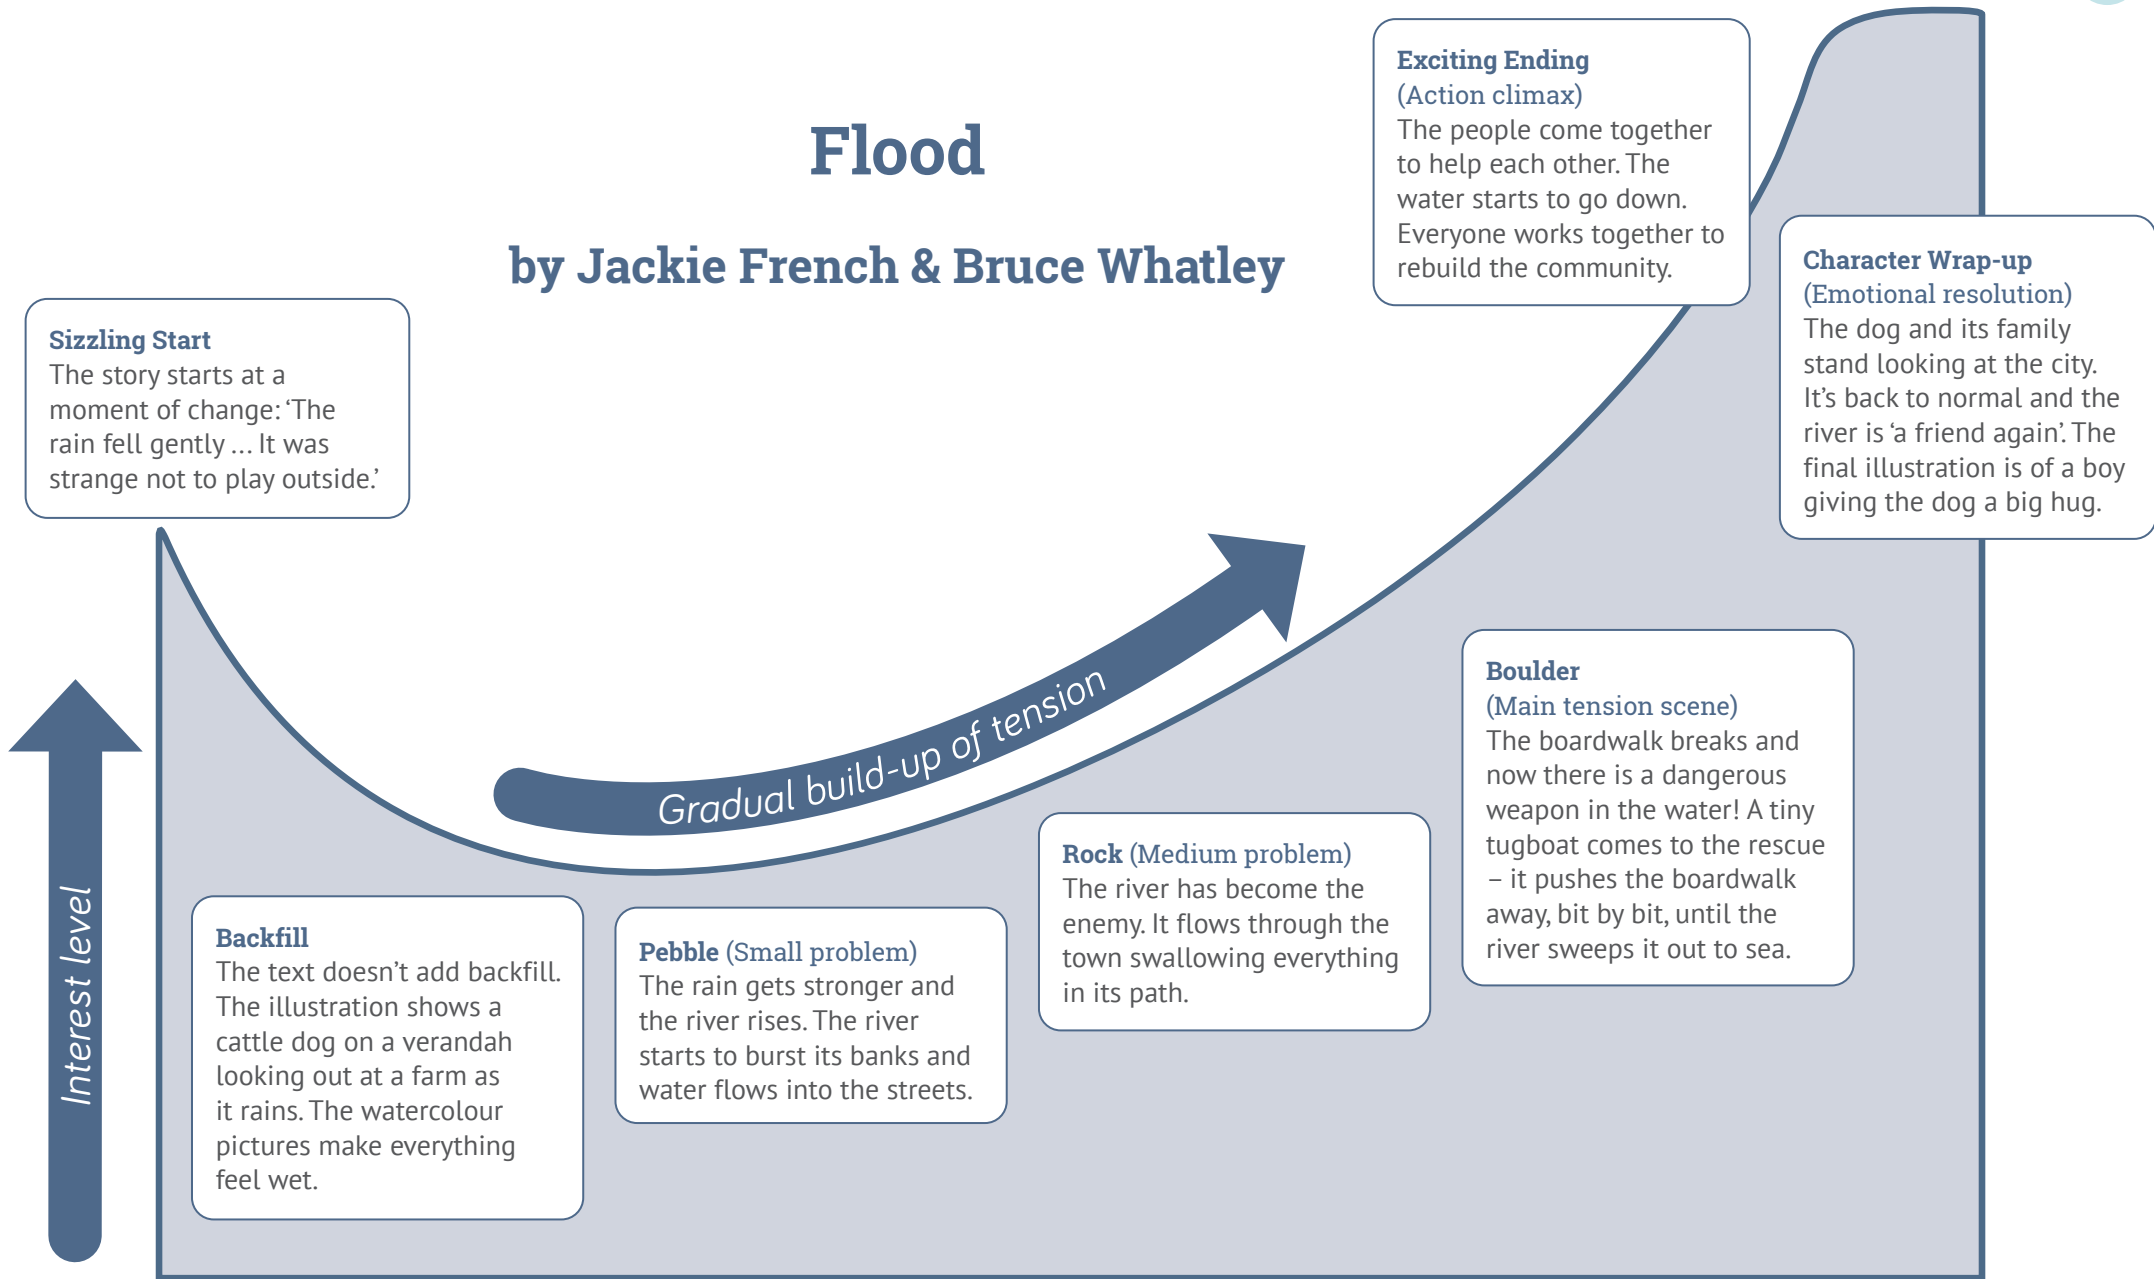 Flood
by Jackie French & Bruce Whatley
Sizzling Start
The story starts at a
moment of change: ‘The
rain fell gently ... It was
strange not to play outside.’
Interest level
Backfill
The text doesn’t add backfill.
The illustration shows a
cattle dog on a verandah
looking out at a farm as
it rains. The watercolour
pictures make everything
feel wet.
Gradual build-up of tension
Pebble (Small problem)
The rain gets stronger and
the river rises. The river
starts to burst its banks and
water flows into the streets.
Rock (Medium problem)
The river has become the
enemy. It flows through the
town swallowing everything
in its path.
Boulder
(Main tension scene)
The boardwalk breaks and
now there is a dangerous
weapon in the water! A tiny
tugboat comes to the rescue
– it pushes the boardwalk
away, bit by bit, until the
river sweeps it out to sea.
Exciting Ending
(Action climax)
The people come together
to help each other. The
water starts to go down.
Everyone works together to
rebuild the community.
Character Wrap-up
(Emotional resolution)
The dog and its family
stand looking at the city.
It’s back to normal and the
river is ‘a friend again’. The
final illustration is of a boy
giving the dog a big hug.